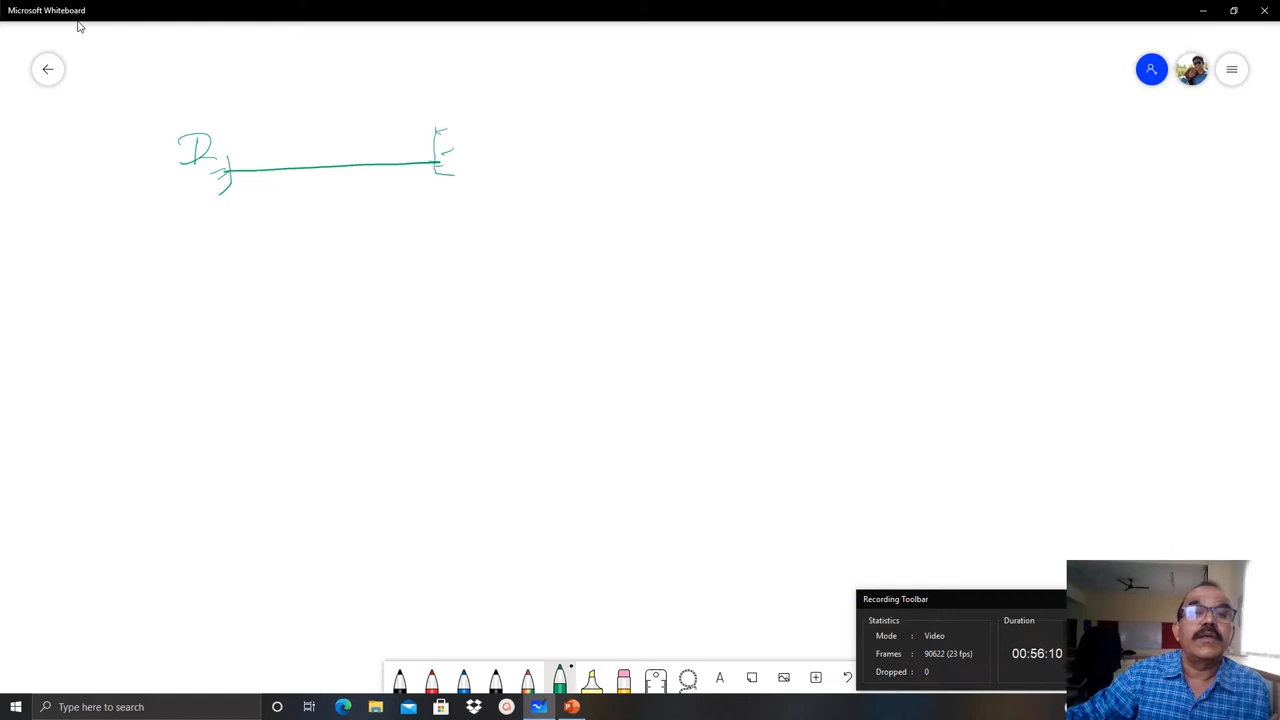 Microsoft Whiteboard
Recording Toolbar
Statistics
Duration
Mode : Video
Frames : 90622 (23 fps)
Dropped : 0
00:56:10
A
Type here to search